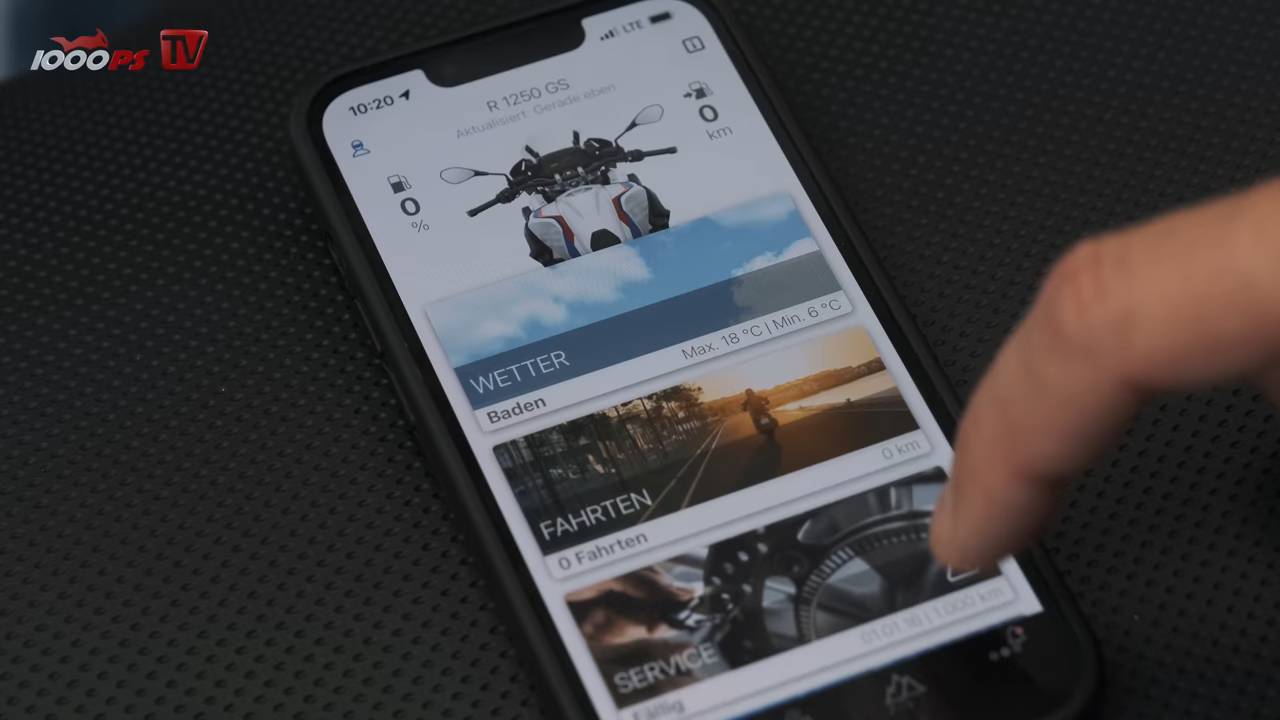 1000PS TV
10:20
LTE
R 1250 GS
Aktualisiert: Gerade eben
0
km
0
%
WETTER
Max. 18 °C | Min. 6 °C
Baden
FAHRTEN
0 km
0 Fahrten
SERVICE
01.01.16 | 1.000 km
Fällig